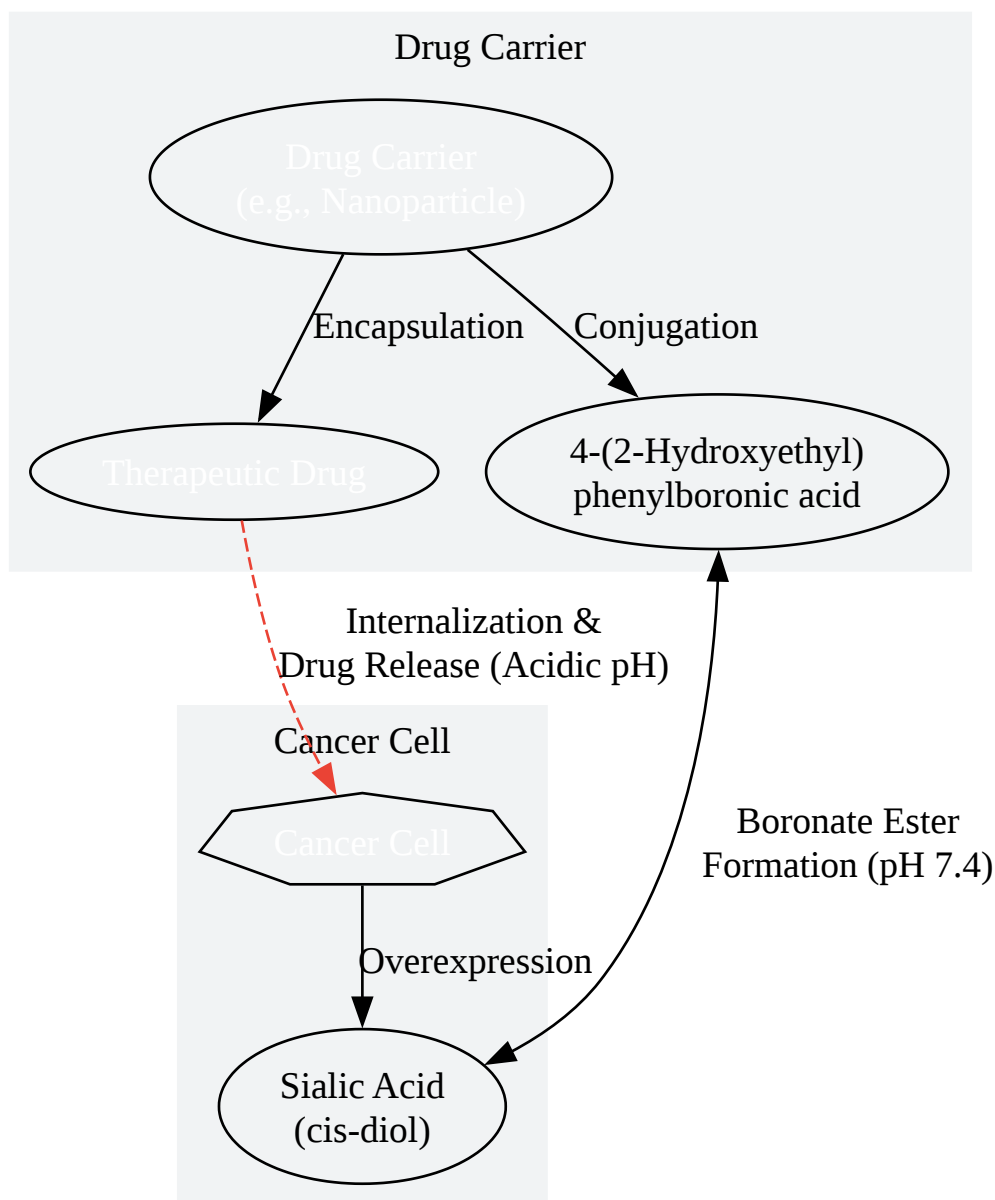 Drug Carrier
Drug Carrier
(e.g., Nanoparticle)
Encapsulation
Conjugation
Therapeutic Drug
4-(2-Hydroxyethyl)
phenylboronic acid
Internalization &
Drug Release (Acidic pH)
Cancer Cell
Cancer Cell
Boronate Ester
Formation (pH 7.4)
Overexpression
Sialic Acid
(cis-diol)